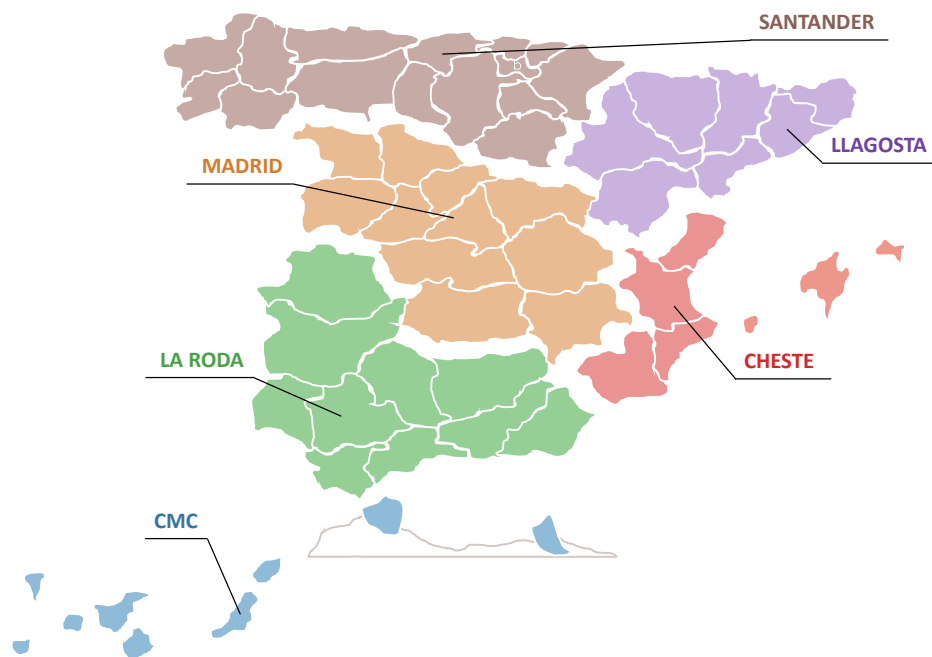 SANTANDER
LLAGOSTA
MADRID
CHESTE
LA RODA
CMC